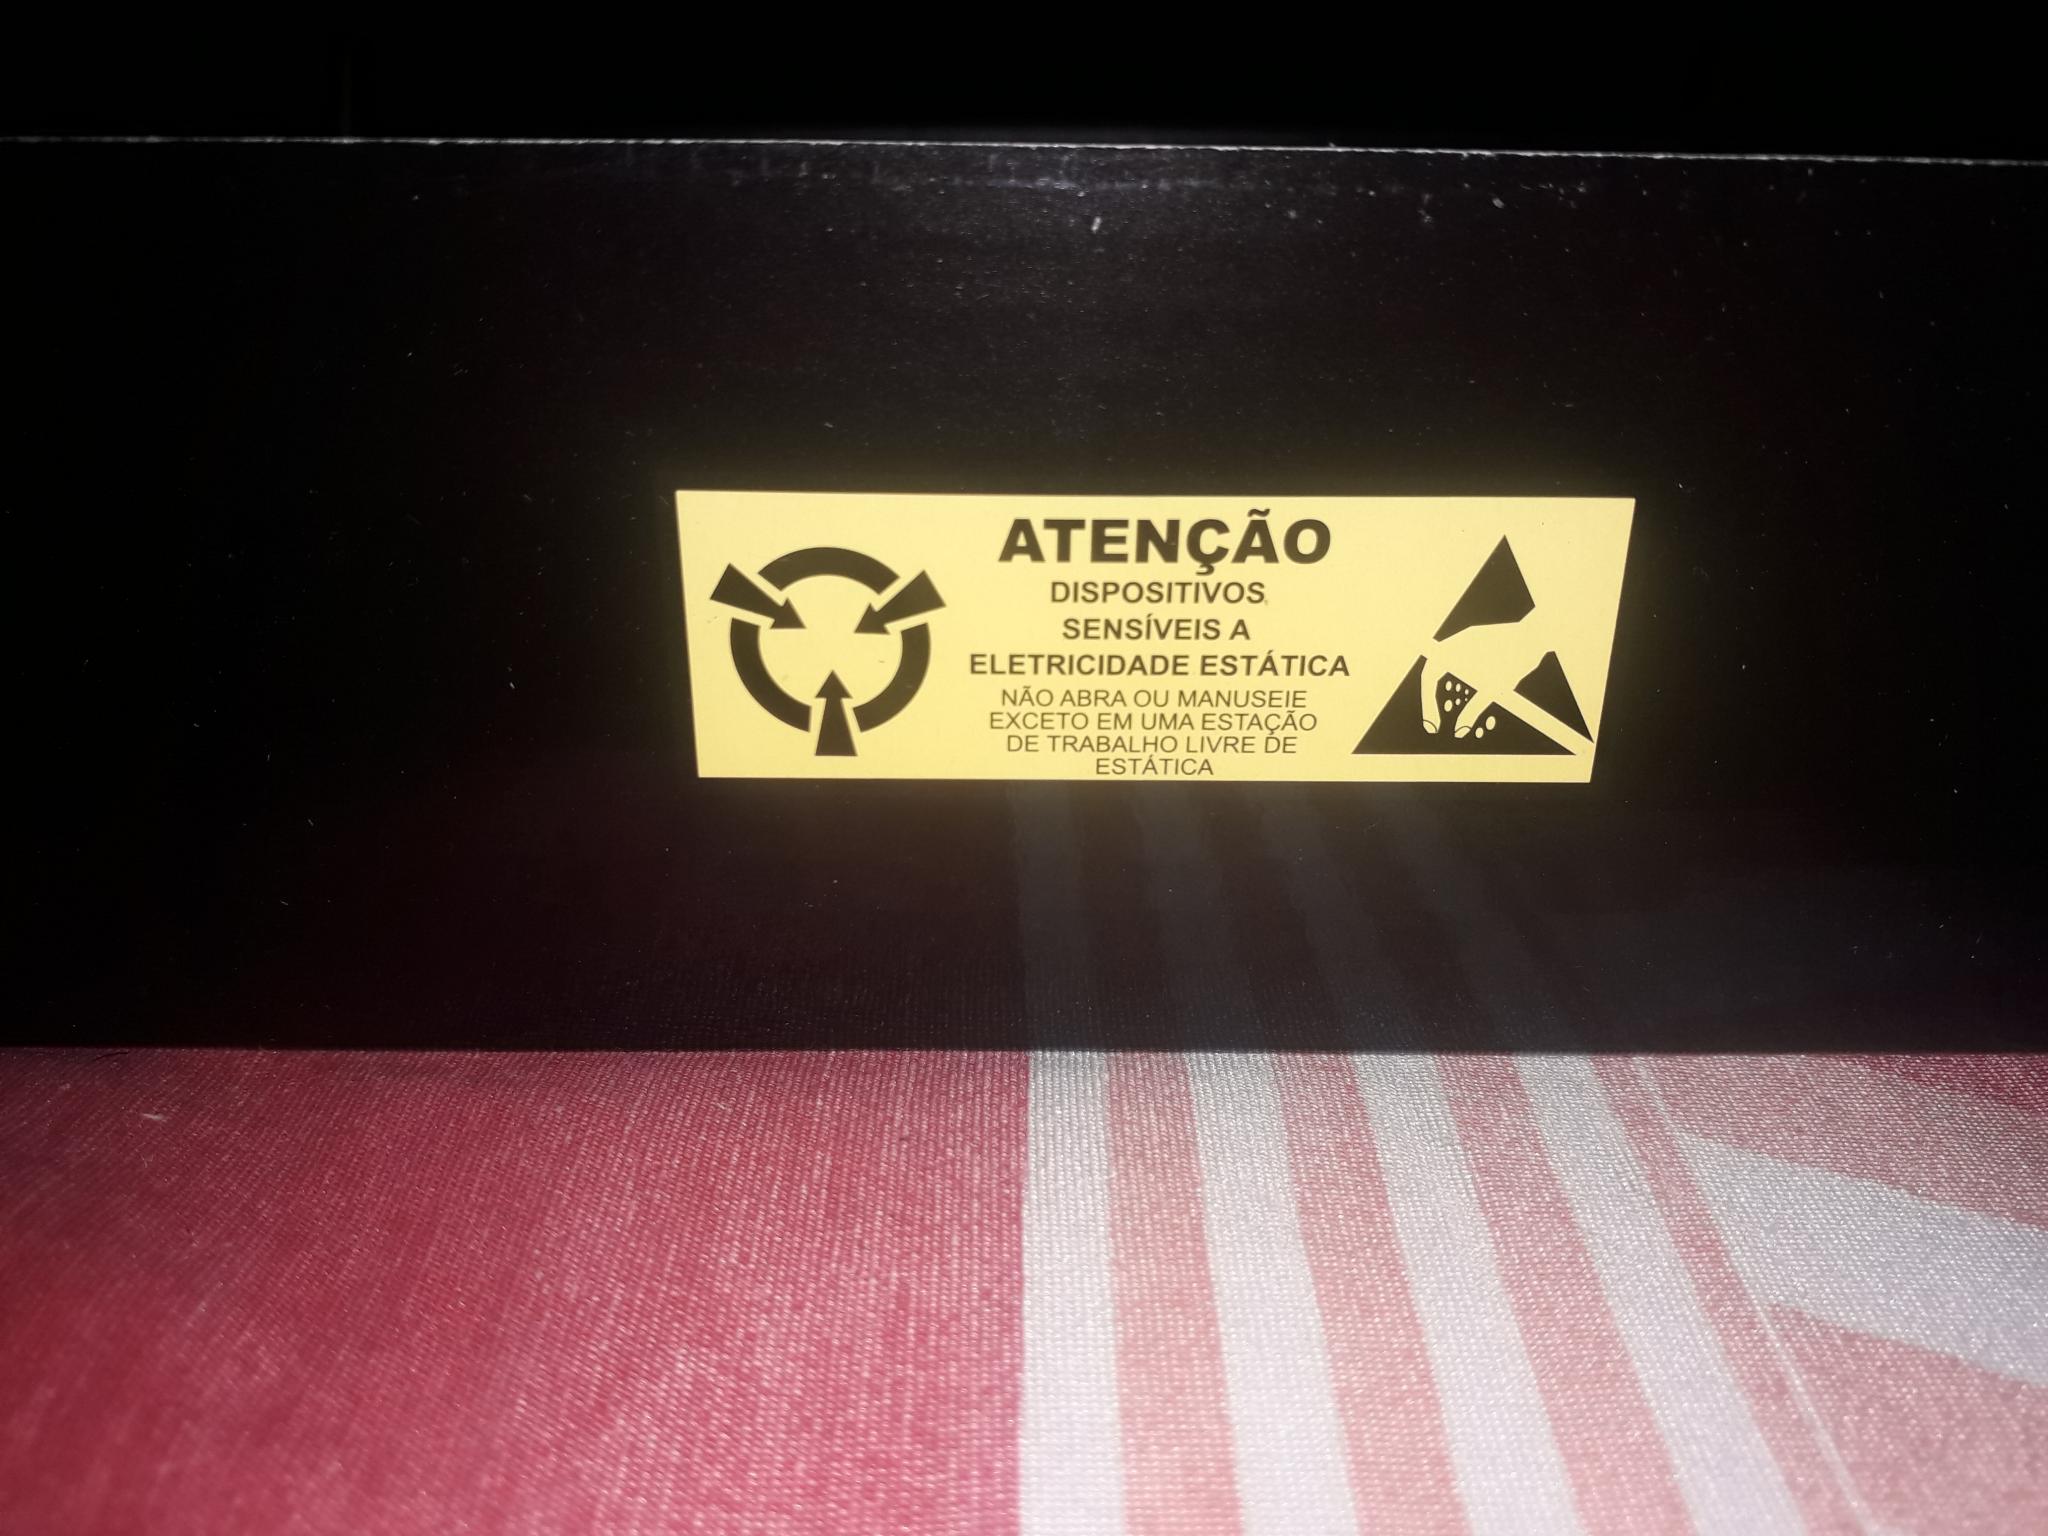 ATENÇÃO
DISPOSITIVOS
SENSÍVEIS A
ELETRICIDADE ESTÁTICA
NÃO ABRA OU MANUSEIE
EXCETO EM UMA ESTAÇÃO
DE TRABALHO LIVRE DE
ESTÁTICA